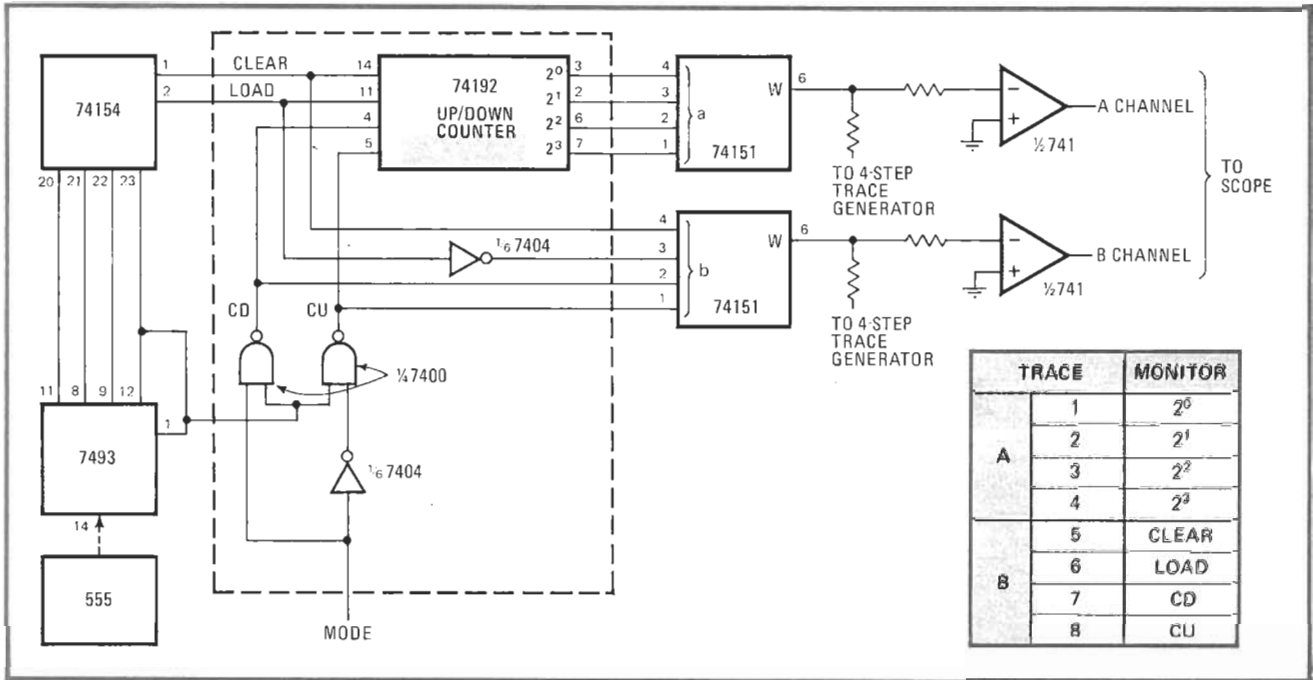 74154
1
2
20
21
22
23
11
8
9
12
7493
1
14
555
CLEAR
LOAD
14
11
4
5
74192
UP/DOWN
COUNTER
2⁰
2¹
2²
2³
3
2
6
7
CD
CU
¼ 7400
⅙ 7404
⅙ 7404
MODE
4
3
2
1
a
W
6
74151
TO 4-STEP
TRACE
GENERATOR
½741
A CHANNEL
4
3
2
1
b
W
6
74151
TO 4-STEP
TRACE
GENERATOR
½741
B CHANNEL
TO
SCOPE
TRACE MONITOR
A
1 2⁰
2 2¹
3 2²
4 2³
B
5 CLEAR
6 LOAD
7 CD
8 CU